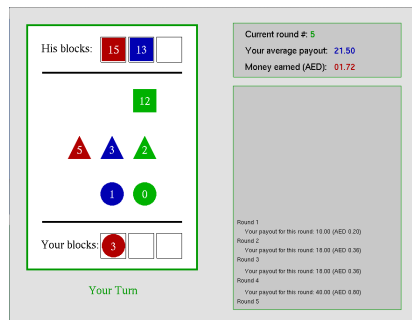 His blocks: 15 13
12
5 3 2
1 0
Your blocks: 3
Your Turn
Current round #: 5
Your average payout: 21.50
Money earned (AED): 01.72
Round 1
Your payout for this round: 10.00 (AED 0.20)
Round 2
Your payout for this round: 18.00 (AED 0.36)
Round 3
Your payout for this round: 18.00 (AED 0.36)
Round 4
Your payout for this round: 40.00 (AED 0.80)
Round 5